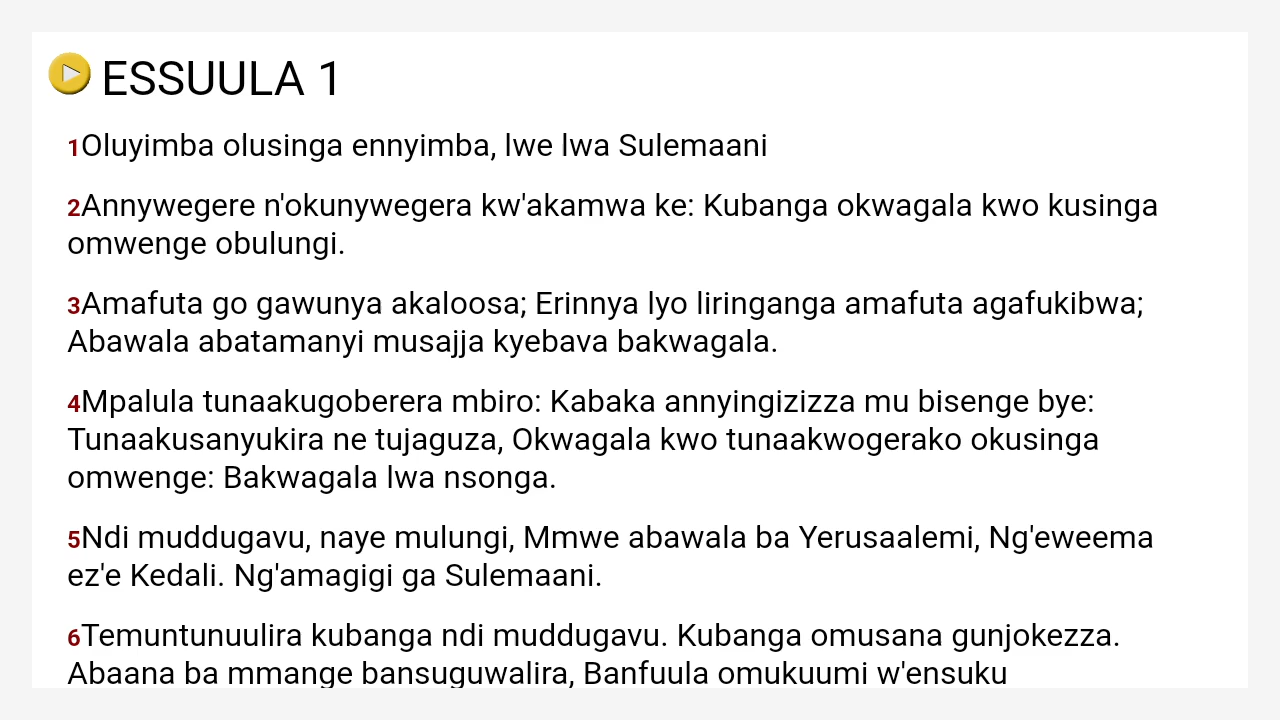 ESSUULA 1
1Oluyimba olusinga ennyimba, lwe lwa Sulemaani
2Annywegere n'okunywegera kw'akamwa ke: Kubanga okwagala kwo kusinga
omwenge obulungi.
3Amafuta go gawunya akaloosa; Erinnya lyo liringanga amafuta agafukibwa;
Abawala abatamanyi musajja kyebava bakwagala.
4Mpalula tunaakugoberera mbiro: Kabaka annyingizizza mu bisenge bye:
Tunaakusanyukira ne tujaguza, Okwagala kwo tunaakwogerako okusinga
omwenge: Bakwagala lwa nsonga.
5Ndi muddugavu, naye mulungi, Mmwe abawala ba Yerusaalemi, Ng'eweema
ez'e Kedali. Ng'amagigi ga Sulemaani.
6Temuntunuulira kubanga ndi muddugavu. Kubanga omusana gunjokezza.
Abaana ba mmange bansuguwalira, Banfuula omukuumi w'ensuku